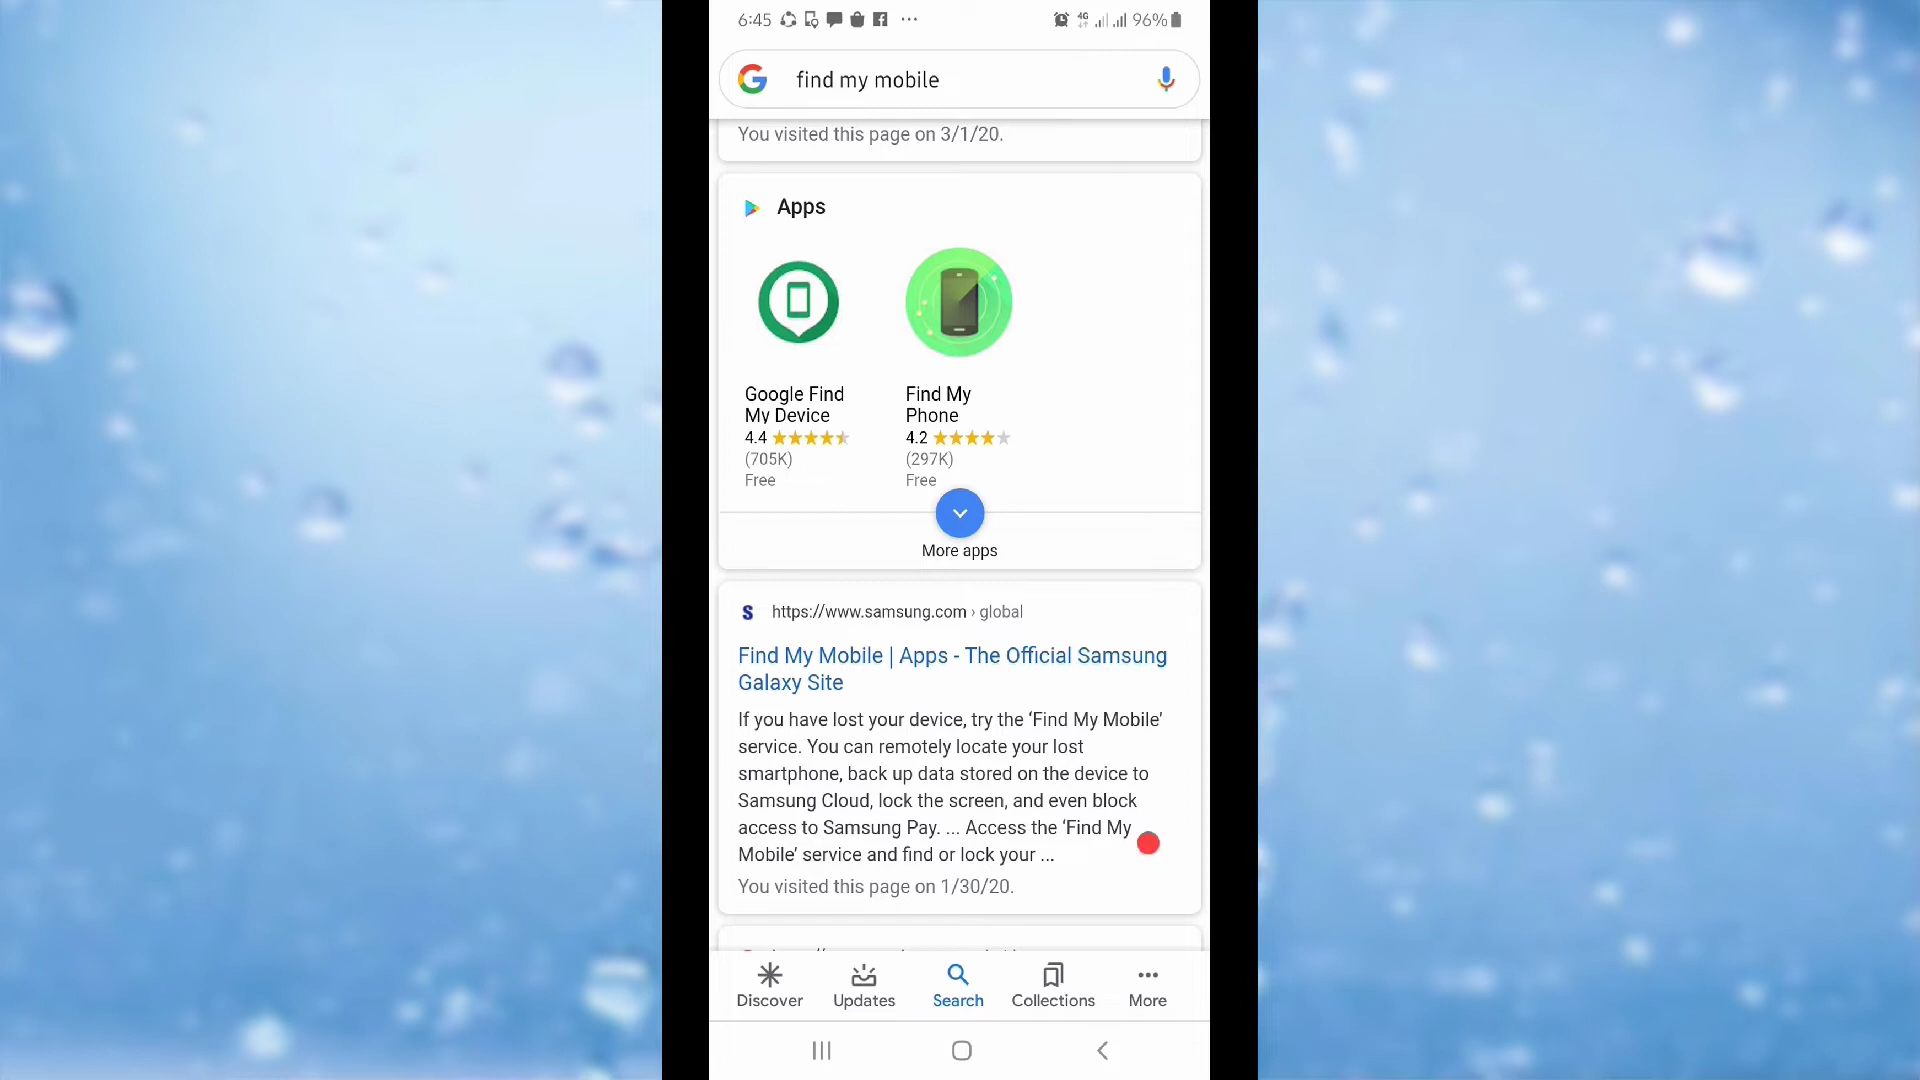 6:45
4G
96%
find my mobile
You visited this page on 3/1/20.
Apps
Google Find
My Device
4.4
(705K)
Free
Find My
Phone
4.2
(297K)
Free
More apps
S https://www.samsung.com › global
Find My Mobile | Apps - The Official Samsung
Galaxy Site
If you have lost your device, try the ‘Find My Mobile’
service. You can remotely locate your lost
smartphone, back up data stored on the device to
Samsung Cloud, lock the screen, and even block
access to Samsung Pay. ... Access the ‘Find My
Mobile’ service and find or lock your ...
You visited this page on 1/30/20.
Discover Updates Search Collections More